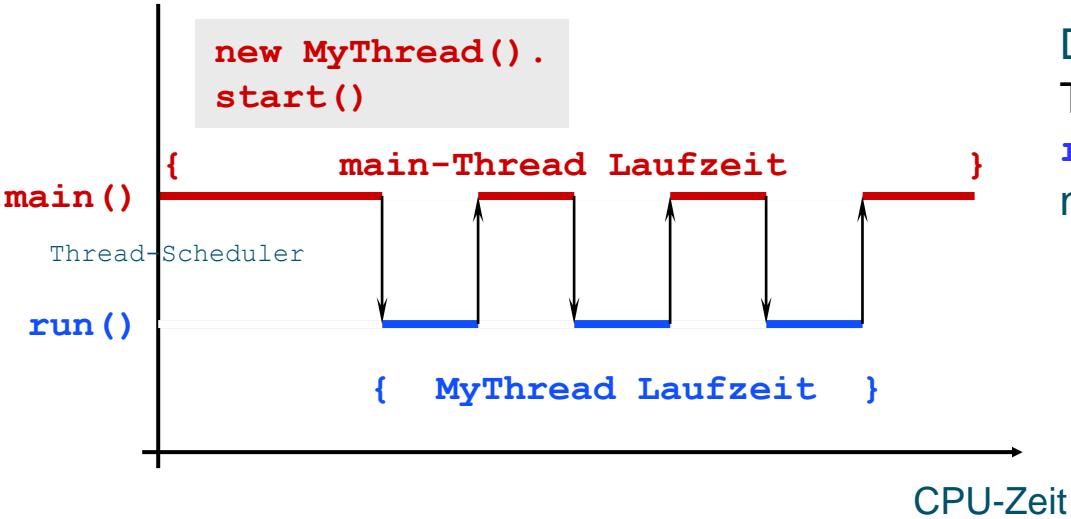 new MyThread().
start()
{ main-Thread Laufzeit }
main()
Thread-Scheduler
run()
{ MyThread Laufzeit }
CPU-Zeit